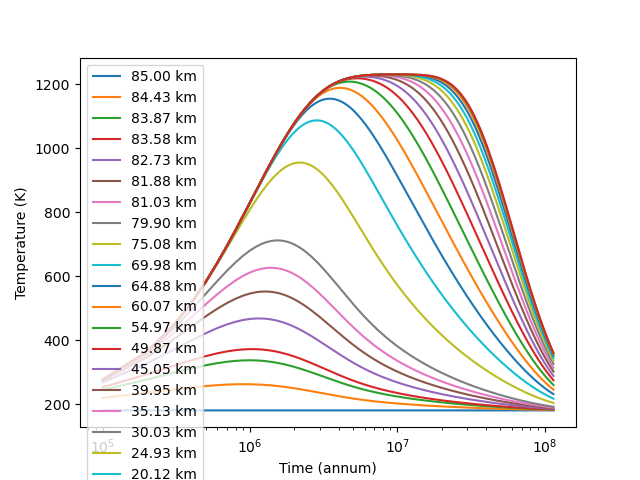 1200
1000
800
600
400
200
Temperature (K)
85.00 km
84.43 km
83.87 km
83.58 km
82.73 km
81.88 km
81.03 km
79.90 km
75.08 km
69.98 km
64.88 km
60.07 km
54.97 km
49.87 km
45.05 km
39.95 km
35.13 km
30.03 km
24.93 km
20.12 km
10⁵ 10⁶ 10⁷ 10⁸
Time (annum)